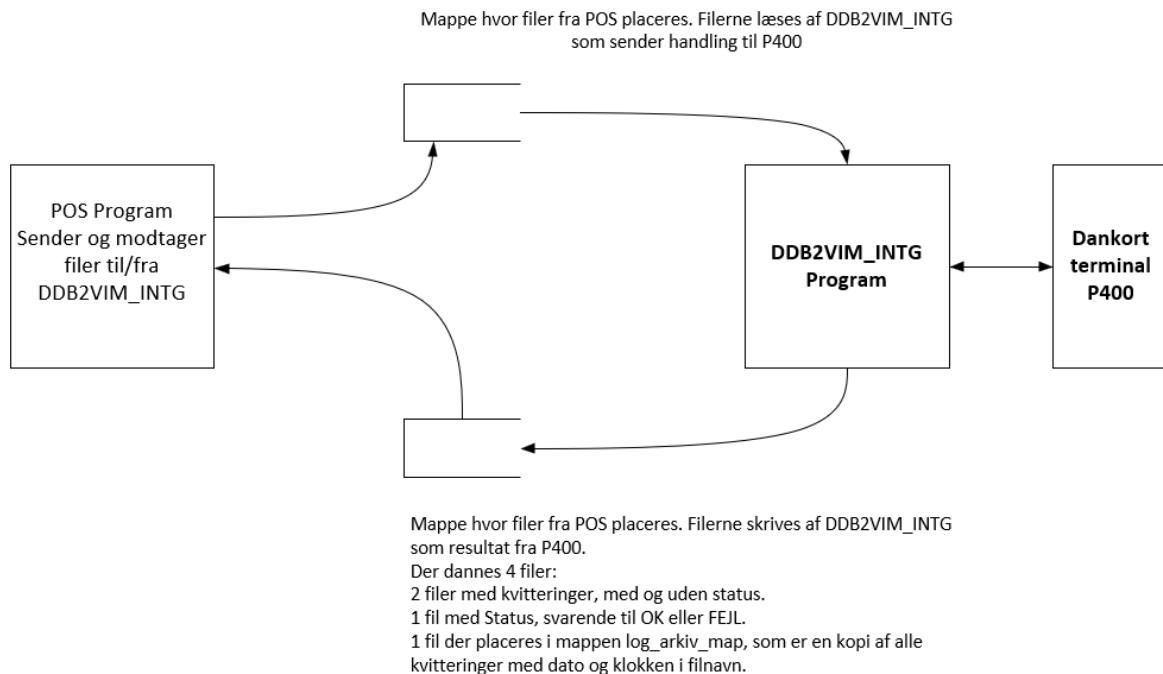 Mappe hvor filer fra POS placeres. Filerne læses af DDB2VIM_INTG
som sender handling til P400
POS Program
Sender og modtager
filer til/fra
DDB2VIM_INTG
DDB2VIM_INTG
Program
Dankort
terminal
P400
Mappe hvor filer fra POS placeres. Filerne skrives af DDB2VIM_INTG
som resultat fra P400.
Der dannes 4 filer:
2 filer med kvitteringer, med og uden status.
1 fil med Status, svarende til OK eller FEJL.
1 fil der placeres i mappen log_arkiv_map, som er en kopi af alle
kvitteringer med dato og klokken i filnavn.